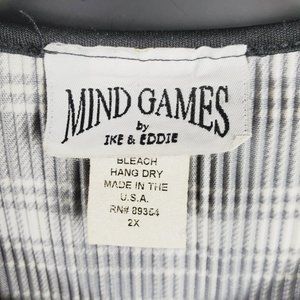 MIND GAMES
by
IKE & EDDIE
BLEACH
HANG DRY
MADE IN THE
U.S.A.
RN# 89364
2X